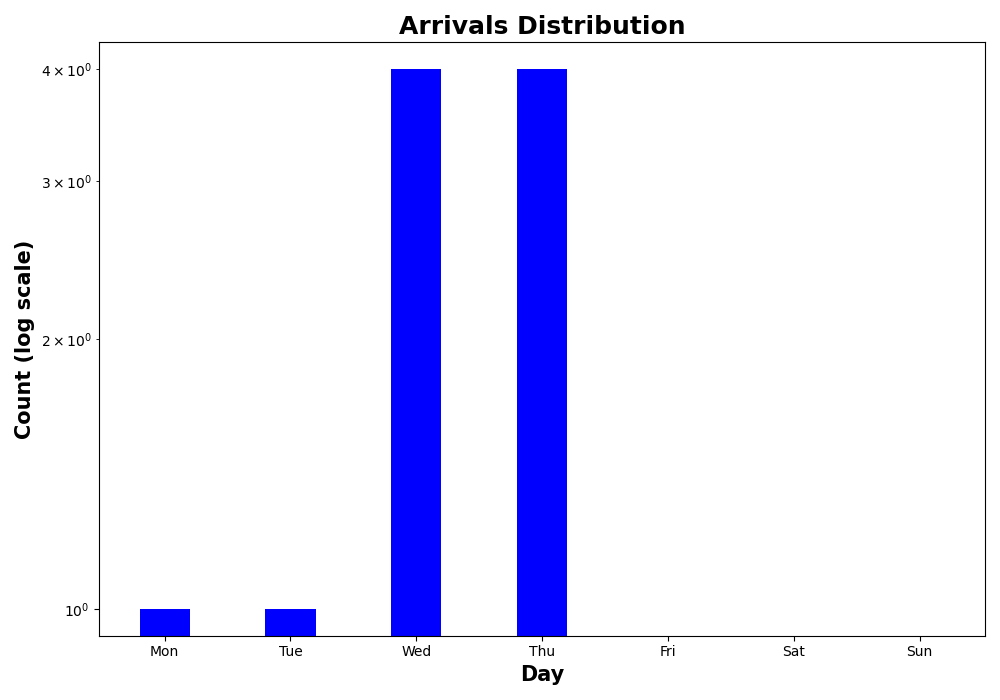 Arrivals Distribution
4 × 10⁰
3 × 10⁰
2 × 10⁰
10⁰
Count (log scale)
Mon Tue Wed Thu Fri Sat Sun
Day